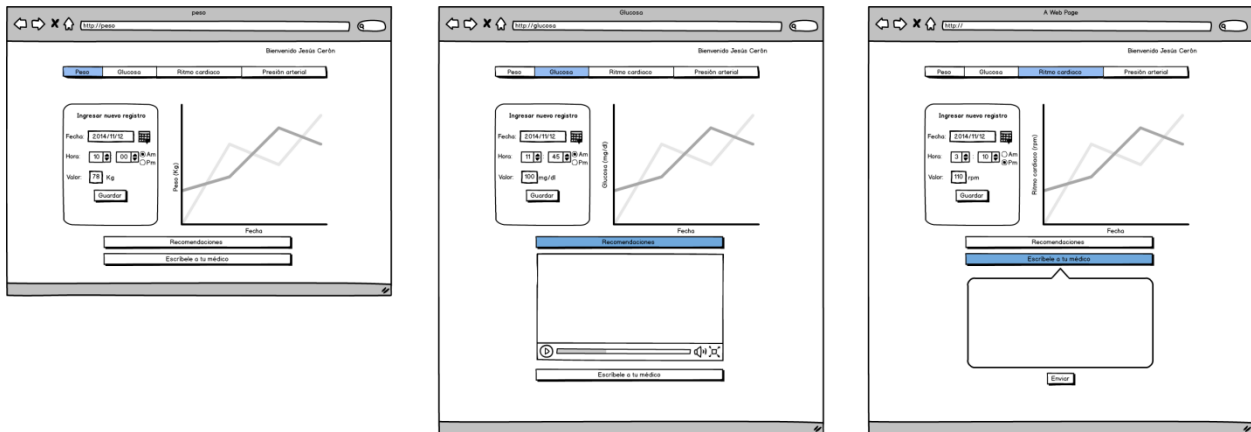 peso
http://peso
Bienvenido Jesús Cerón
Peso Glucosa Ritmo cardiaco Presión arterial
Ingresar nuevo registro
Fecha: 2014/11/12
Hora: 10 : 00 Am
Pm
Valor: 78 Kg
Guardar
Peso (Kg)
Fecha
Recomendaciones
Escríbele a tu médico
Glucosa
http://glucosa
Bienvenido Jesús Cerón
Peso Glucosa Ritmo cardiaco Presión arterial
Ingresar nuevo registro
Fecha: 2014/11/12
Hora: 11 : 45 Am
Pm
Valor: 100 mg/dl
Guardar
Glucosa (mg/dl)
Fecha
Recomendaciones
Escríbele a tu médico
A Web Page
http://
Bienvenido Jesús Cerón
Peso Glucosa Ritmo cardiaco Presión arterial
Ingresar nuevo registro
Fecha: 2014/11/12
Hora: 3 : 10 Am
Pm
Valor: 110 rpm
Guardar
Ritmo cardiaco (rpm)
Fecha
Recomendaciones
Escríbele a tu médico
Enviar